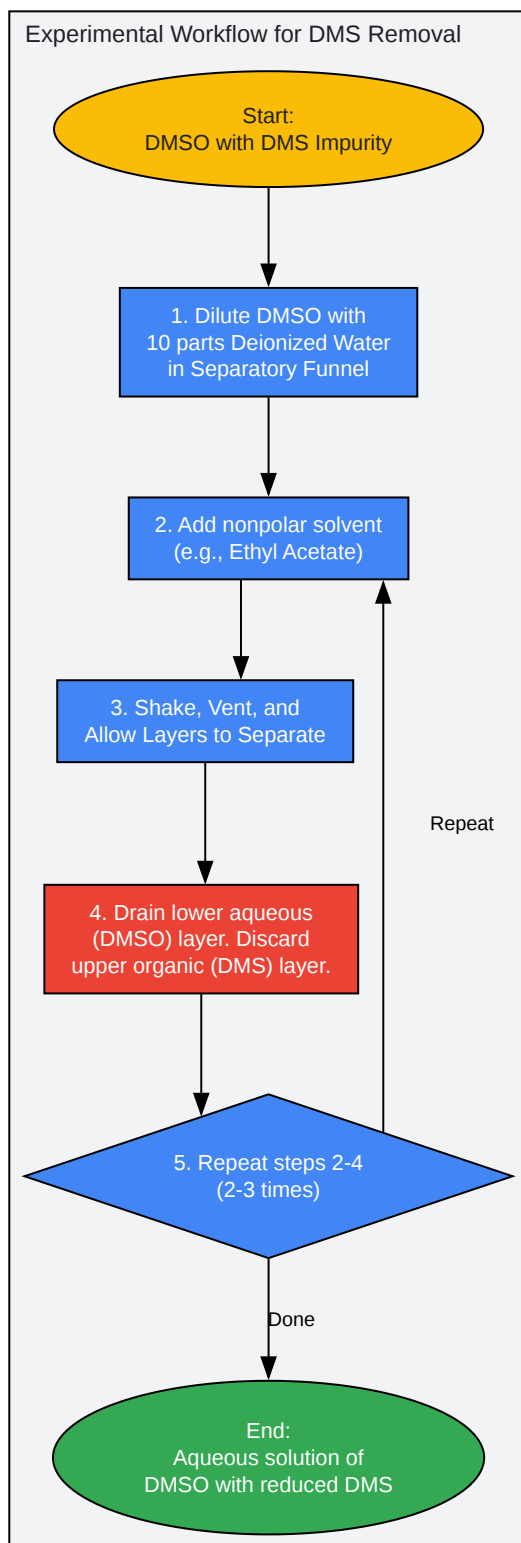 Experimental Workflow for DMS Removal
Start:
DMSO with DMS Impurity
1. Dilute DMSO with
10 parts Deionized Water
in Separatory Funnel
2. Add nonpolar solvent
(e.g., Ethyl Acetate)
3. Shake, Vent, and
Allow Layers to Separate
Repeat
4. Drain lower aqueous
(DMSO) layer. Discard
upper organic (DMS) layer.
5. Repeat steps 2-4
(2-3 times)
Done
End:
Aqueous solution of
DMSO with reduced DMS